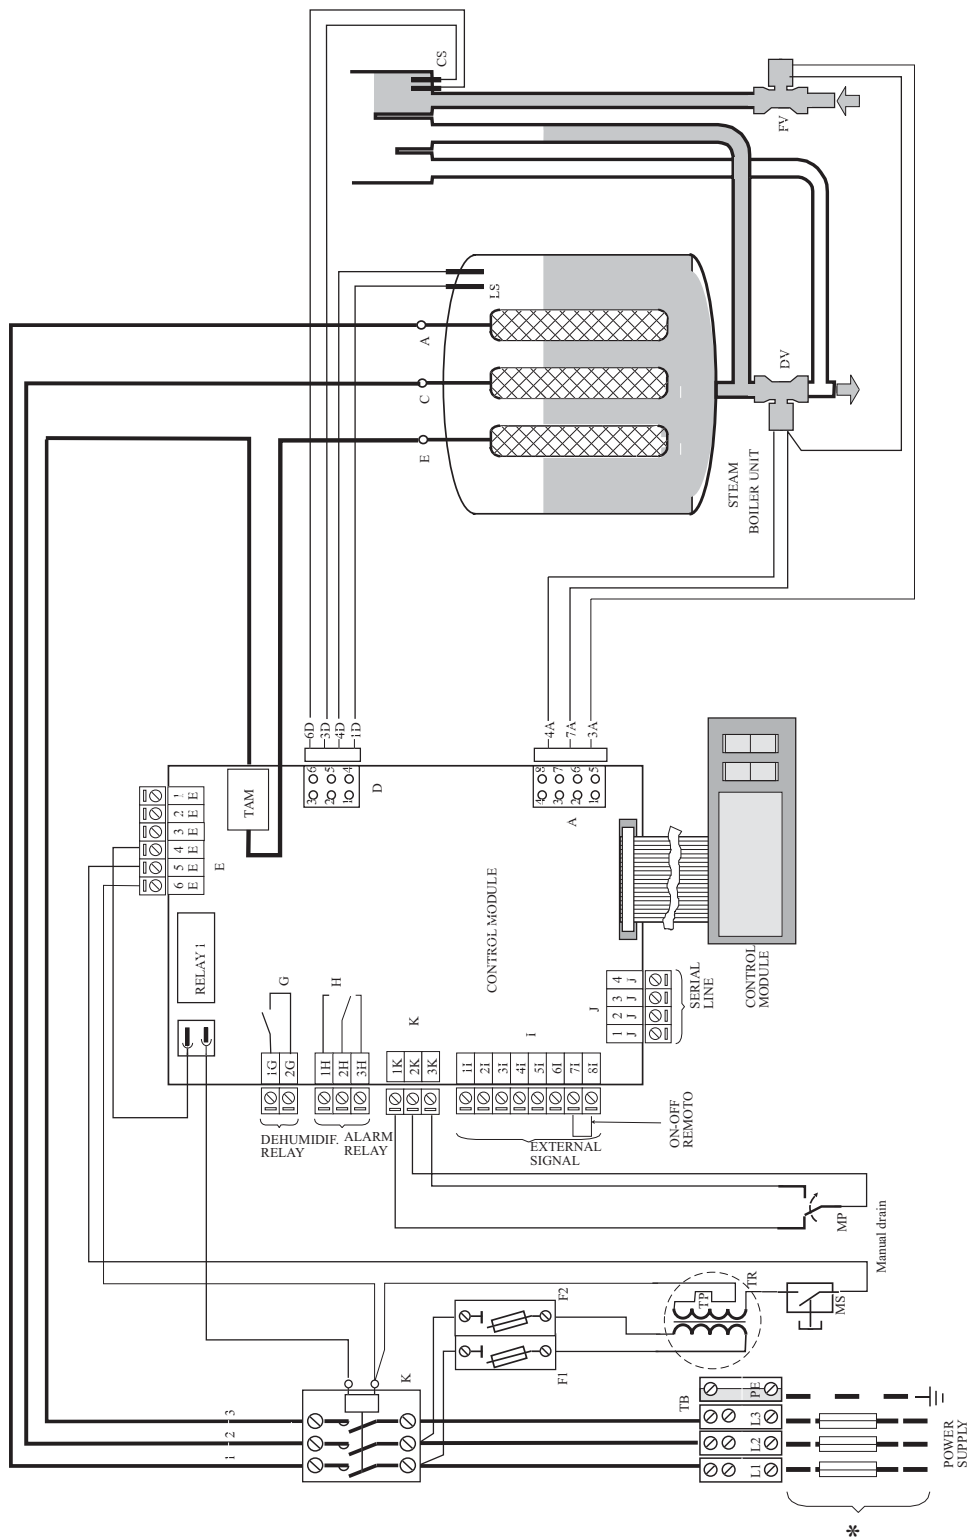 CS
FV
LS
A
C
E
DV
STEAM
BOILER UNIT
6D
3D
4D
1D
4A
7A
3A
TAM
3 2 1
6 5 4
D
4 3 2 1
8 7 6 5
A
1 2 3 4 5 6
E E E E E E
E
RELAY 1
CONTROL MODULE
CONTROL
MODULE
G
H
K
i
J
1 2 3 4
J J J j
SERIAL
LINE
1G
2G
1H
2H
3H
1K
2K
3K
1i
2i
3i
4i
5i
6I
7i
8i
DEHUMIDIF.
RELAY
ALARM
RELAY
EXTERNAL
SIGNAL
ON-OFF
REMOTO
MP
Manual drain
TR
TP
MS
F2
F1
K
3
2
1
TB
PE
L3
L2
L1
POWER
SUPPLY
*